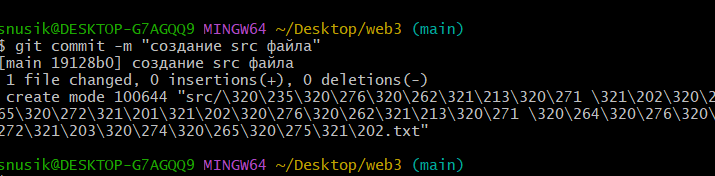 snusik@DESKTOP-G7AGQQ9 MINGW64 ~/Desktop/web3 (main)
$ git commit -m "создание src файла"
[main 19128b0] создание src файла
1 file changed, 0 insertions(+), 0 deletions(-)
create mode 100644 "src/\320\235\320\276\320\262\321\213\320\271 \321\202\320\2
65\320\272\321\201\321\202\320\276\320\262\321\213\320\271 \320\264\320\276\320\
272\321\203\320\274\320\265\320\275\321\202.txt"
snusik@DESKTOP-G7AGQQ9 MINGW64 ~/Desktop/web3 (main)